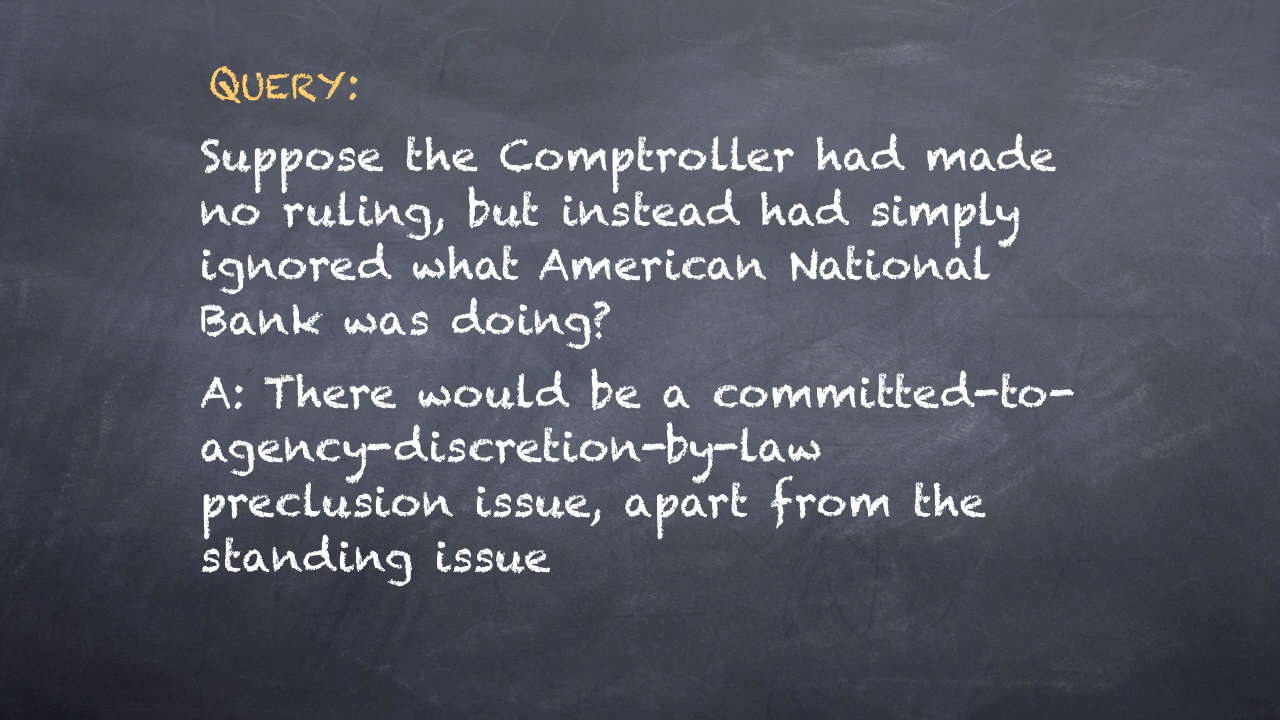 QUERY:
Suppose the Comptroller had made
no ruling, but instead had simply
ignored what American National
Bank was doing?
A: There would be a committed-to-
agency-discretion-by-law
preclusion issue, apart from the
standing issue